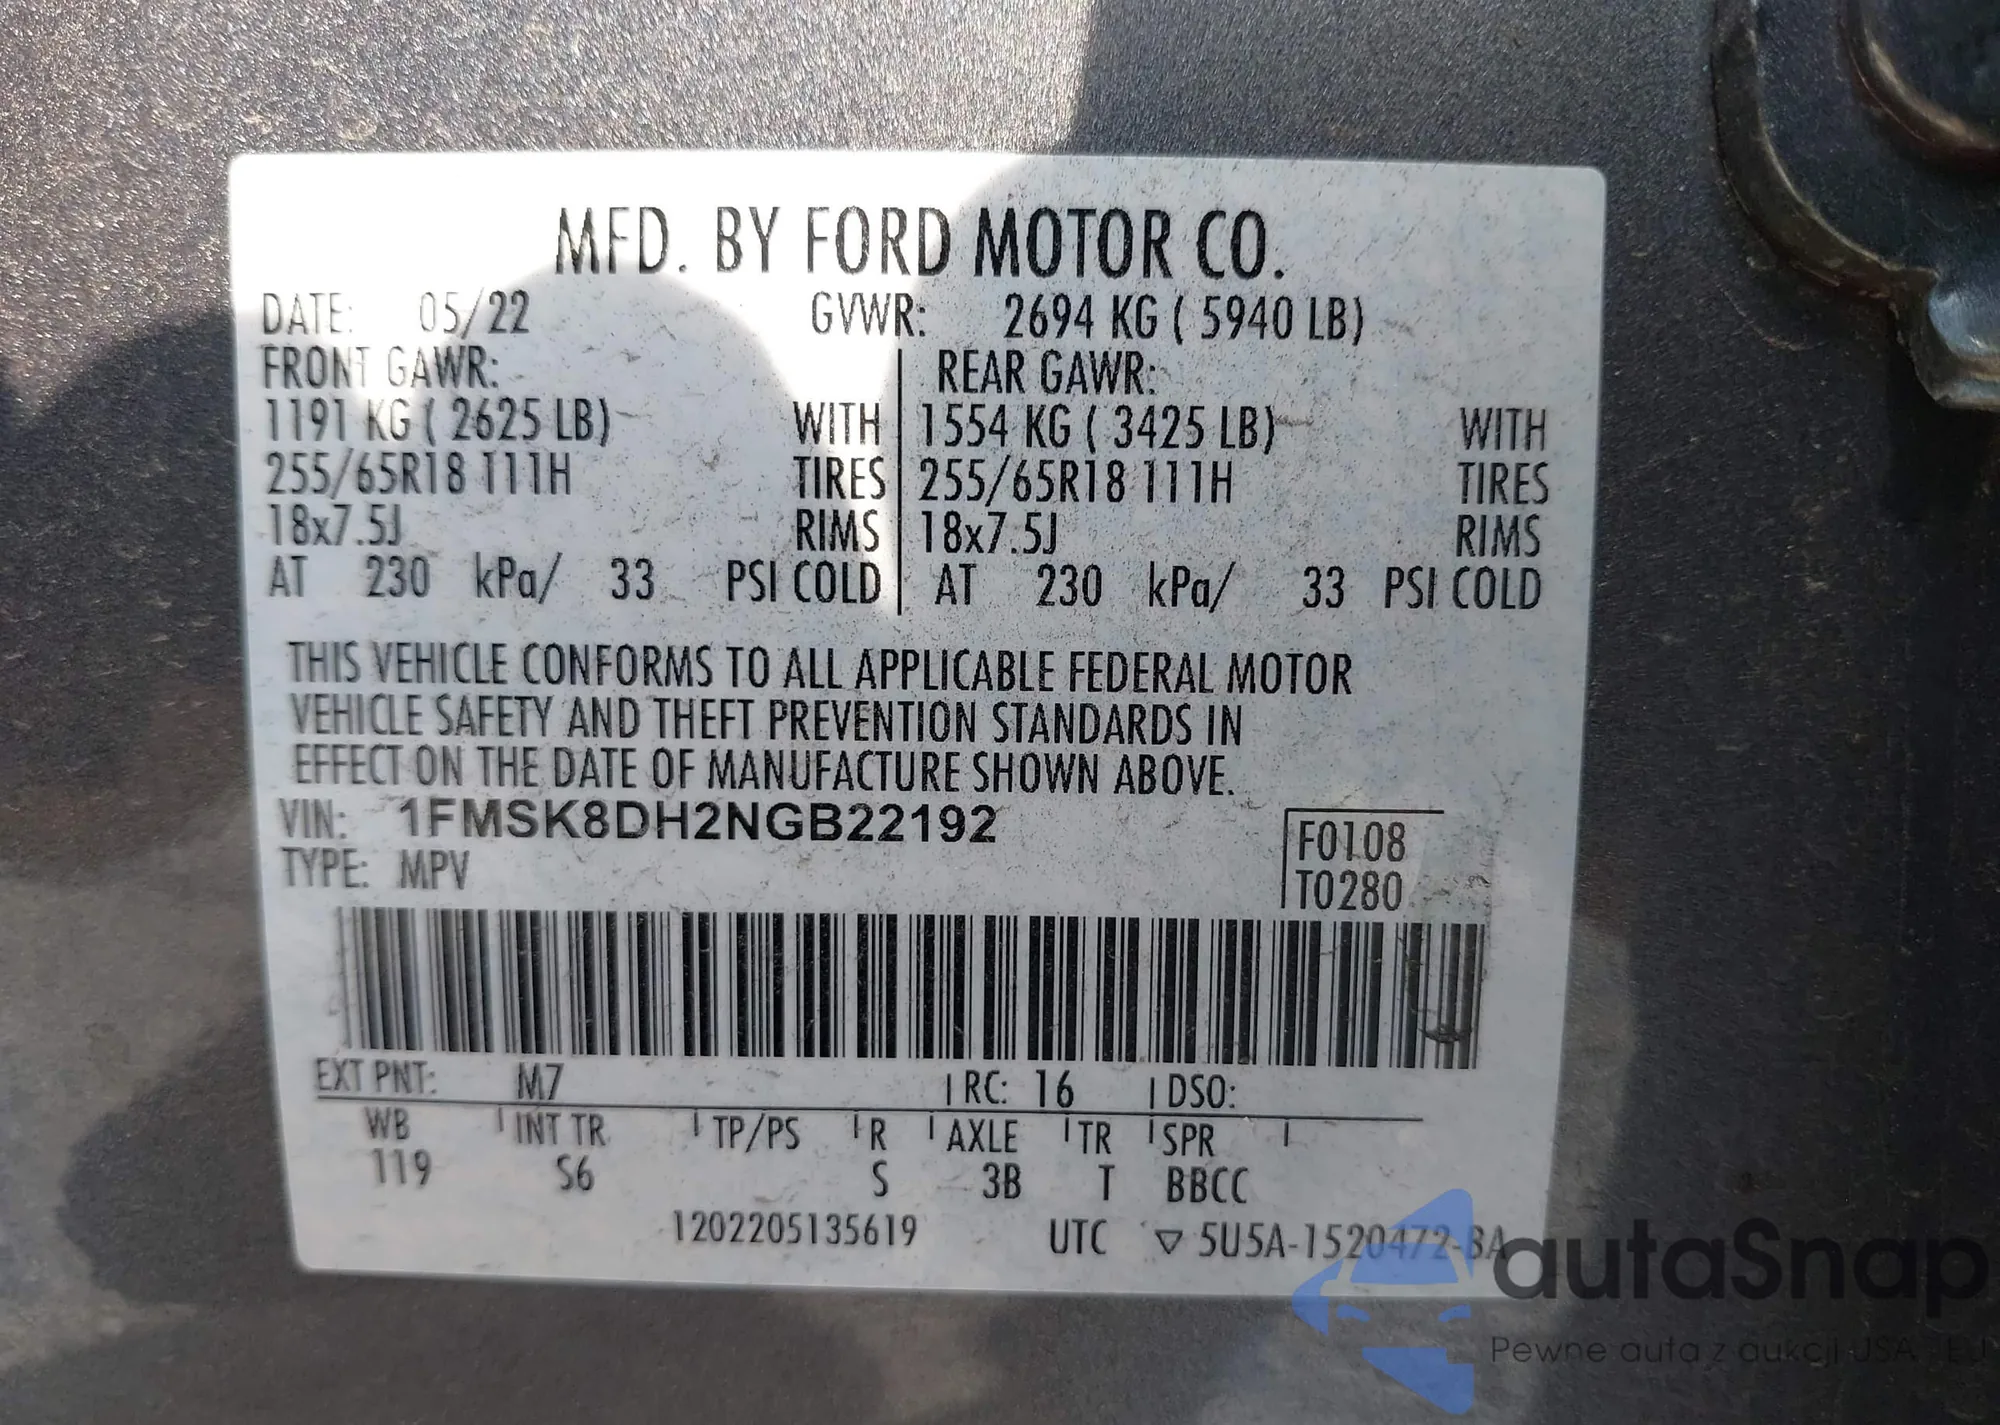 MFD. BY FORD MOTOR CO.
DATE: 05/22 GVWR: 2694 KG ( 5940 LB)
FRONT GAWR: REAR GAWR:
1191 KG ( 2625 LB) WITH 1554 KG ( 3425 LB) WITH
255/65R18 111H TIRES 255/65R18 111H TIRES
18x7.5J RIMS 18x7.5J RIMS
AT 230 kPa/ 33 PSI COLD AT 230 kPa/ 33 PSI COLD
THIS VEHICLE CONFORMS TO ALL APPLICABLE FEDERAL MOTOR
VEHICLE SAFETY AND THEFT PREVENTION STANDARDS IN
EFFECT ON THE DATE OF MANUFACTURE SHOWN ABOVE.
VIN: 1FMSK8DH2NGB22192
TYPE: MPV
F0108
T0280
EXT PNT: M7 RC: 16 DSO:
WB INT TR TP/PS R AXLE TR SPR
119 S6 S 3B T BBCC
1202205135619 UTC ▽ 5U5A-1520472-BA
autaSnap
Pewne auta z aukcji USA i EU